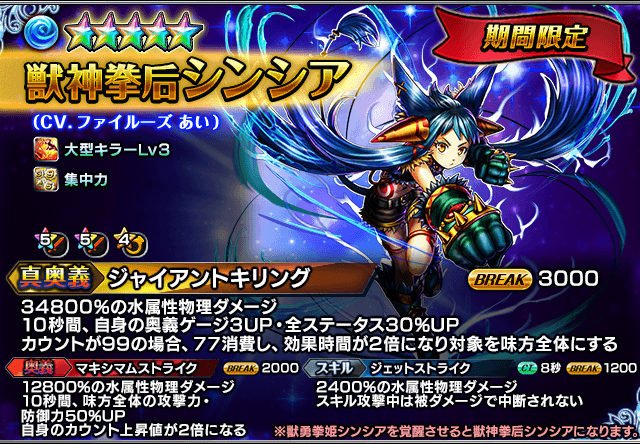 期間限定
獣神拳后シンシア
(CV.ファイルーズ あい)
大型キラーLv3
集中力
5 5 4
真奥義 ジャイアントキリング BREAK 3000
34800%の水属性物理ダメージ
10秒間、自身の奥義ゲージ3UP・全ステータス30%UP
カウントが99の場合、77消費し、効果時間が2倍になり対象を味方全体にする
奥義 マキシマムストライク BREAK 2000
12800%の水属性物理ダメージ
10秒間、味方全体の攻撃力・
防御力50%UP
自身のカウント上昇値が2倍になる
スキル ジェットストライク CT 8秒 BREAK 1200
2400%の水属性物理ダメージ
スキル攻撃中は被ダメージで中断されない
※獣勇拳姫シンシアを覚醒させると獣神拳后シンシアになります。